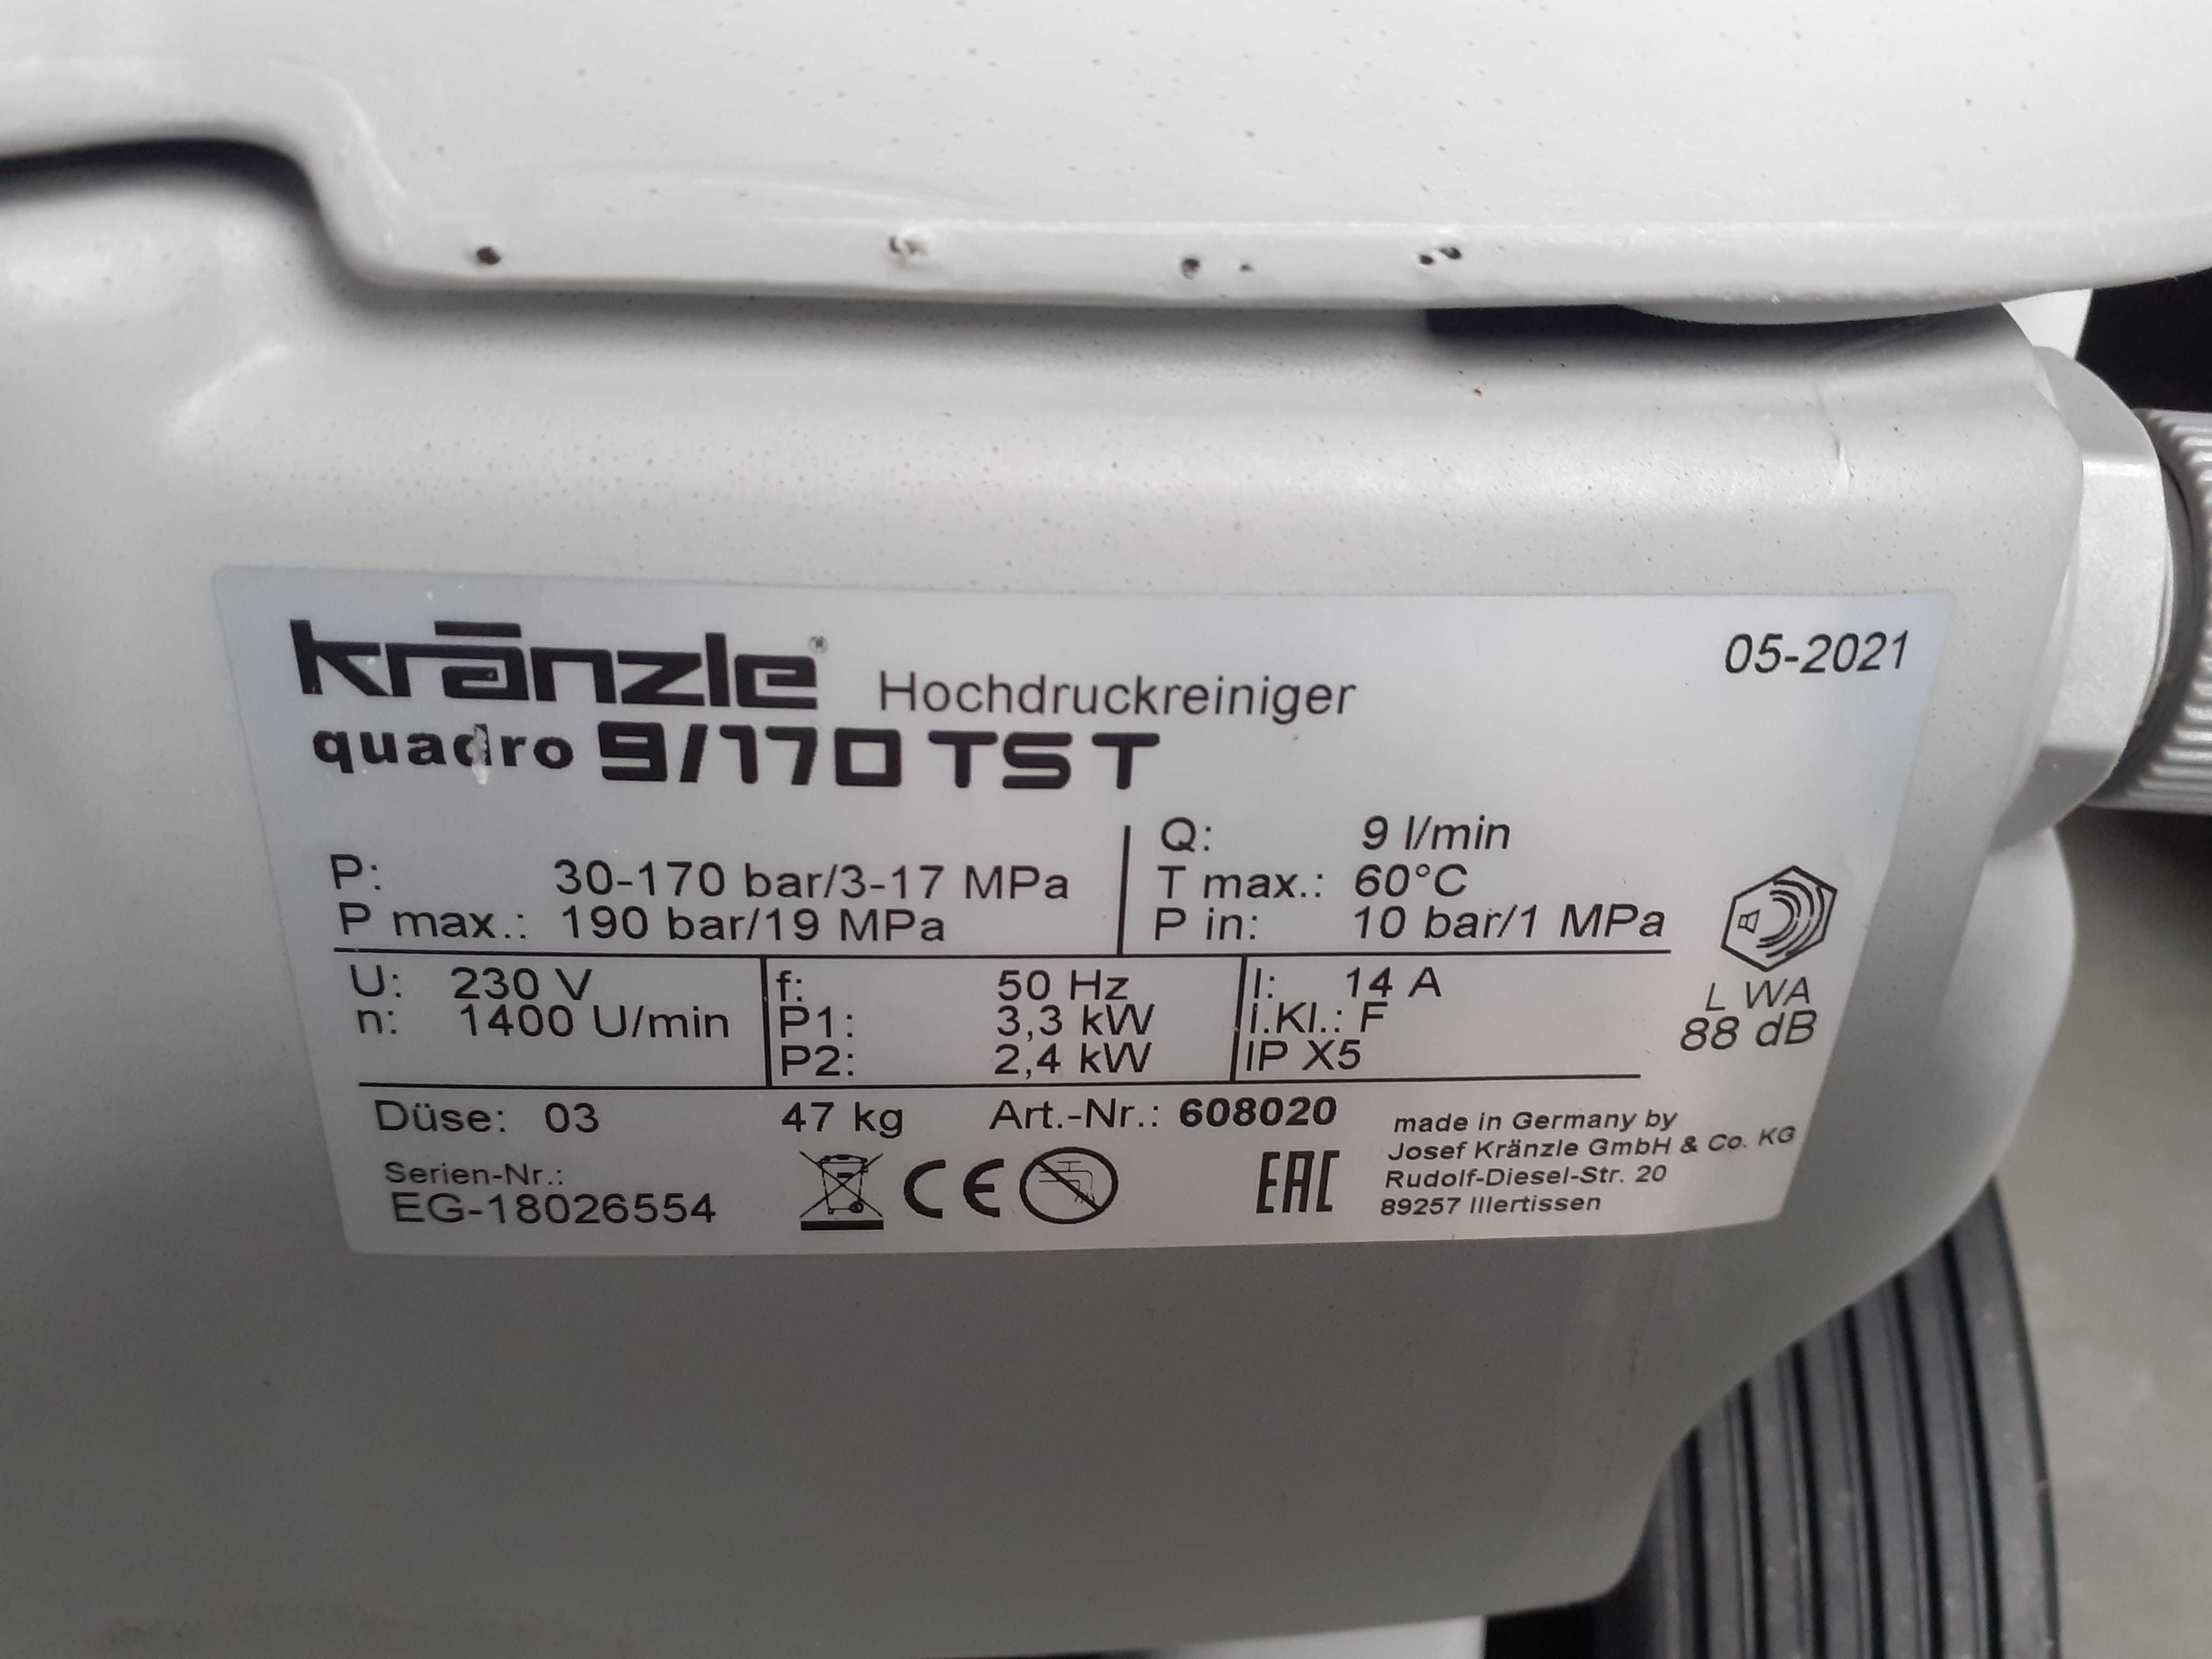 kränzle® Hochdruckreiniger 05-2021
quadro 9/170 TS T
Q: 9 l/min
P: 30-170 bar/3-17 MPa T max.: 60°C
P max.: 190 bar/19 MPa P in: 10 bar/1 MPa
U: 230 V f: 50 Hz I: 14 A
n: 1400 U/min P1: 3,3 kW I.Kl.: F
P2: 2,4 kW IP X5
L WA
88 dB
Düse: 03 47 kg Art.-Nr.: 608020
made in Germany by
Josef Kränzle GmbH & Co. KG
Rudolf-Diesel-Str. 20
89257 Illertissen
Serien-Nr.:
EG-18026554 CE EAC